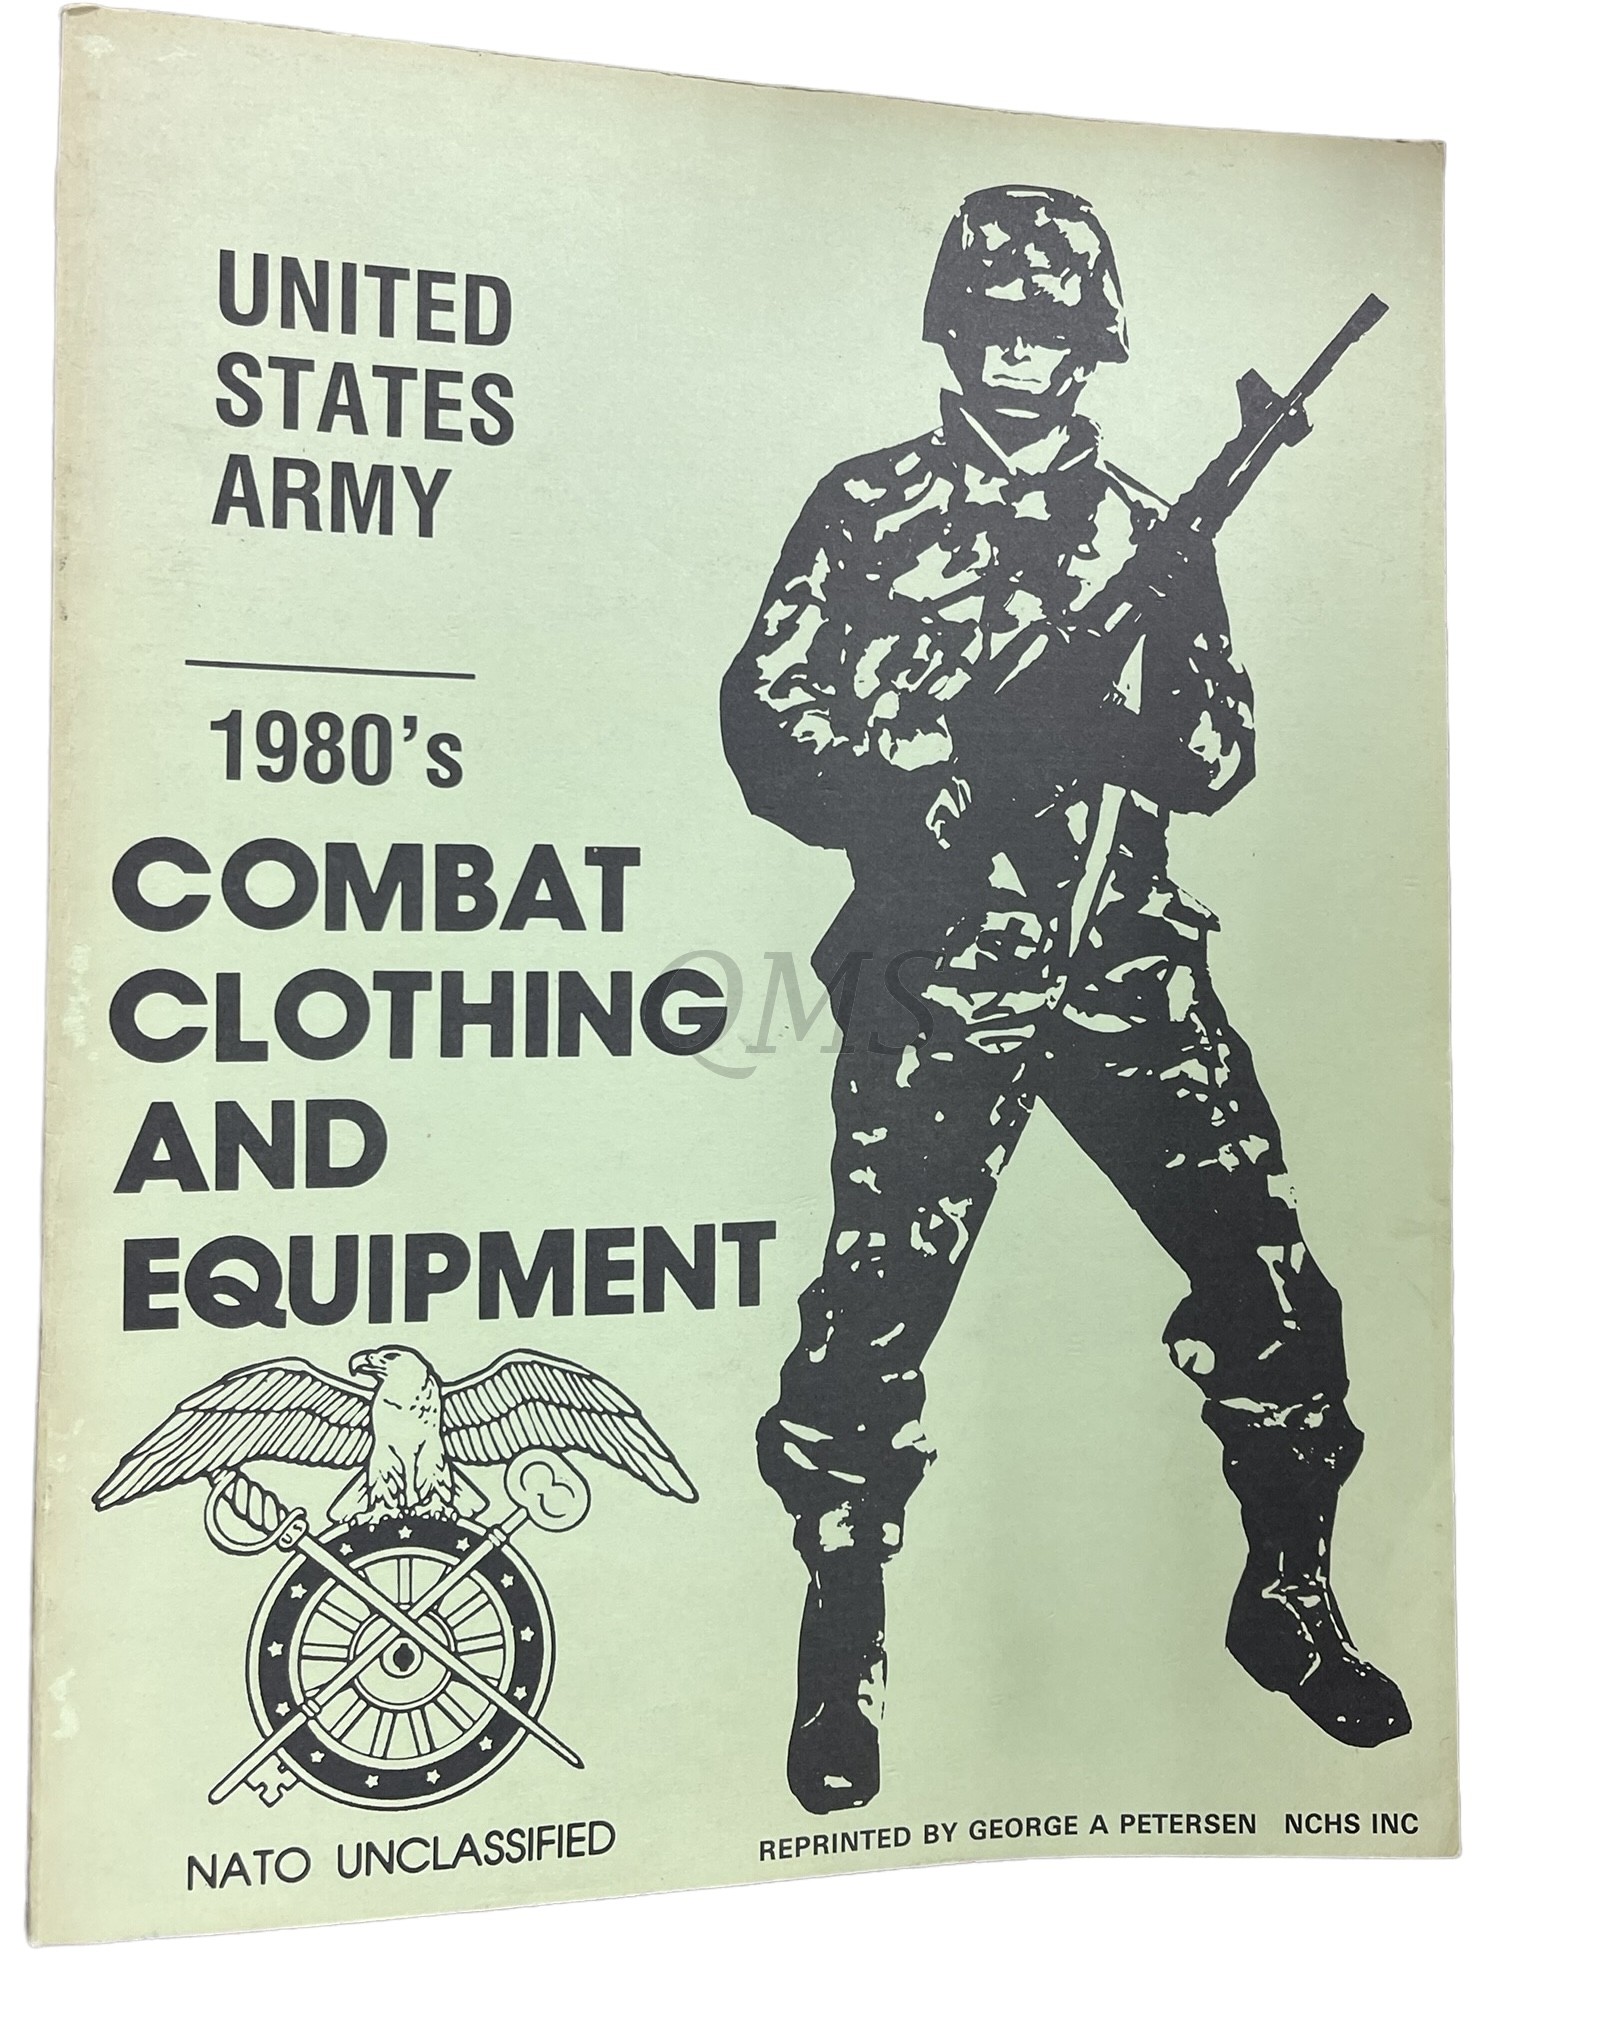 UNITED
STATES
ARMY
1980's
COMBAT
CLOTHING
AND
EQUIPMENT
QMS
NATO UNCLASSIFIED
REPRINTED BY GEORGE A PETERSEN NCHS INC